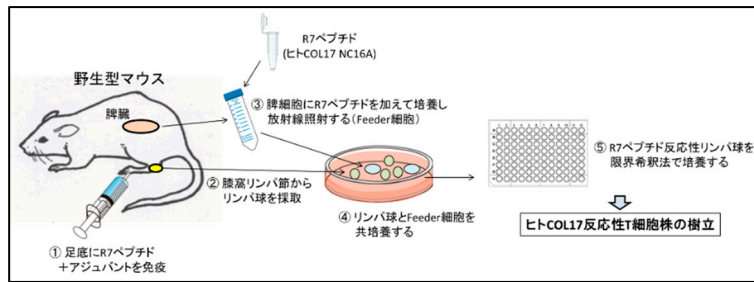 R7ペプチド
(ヒトCOL17 NC16A)
野生型マウス
脾臓
③ 脾細胞にR7ペプチドを加えて培養し
放射線照射する(Feeder細胞)
② 膝窩リンパ節から
リンパ球を採取
① 足底にR7ペプチド
＋アジュバントを免疫
④ リンパ球とFeeder細胞を
共培養する
⑤ R7ペプチド反応性リンパ球を
限界希釈法で培養する
ヒトCOL17反応性T細胞株の樹立